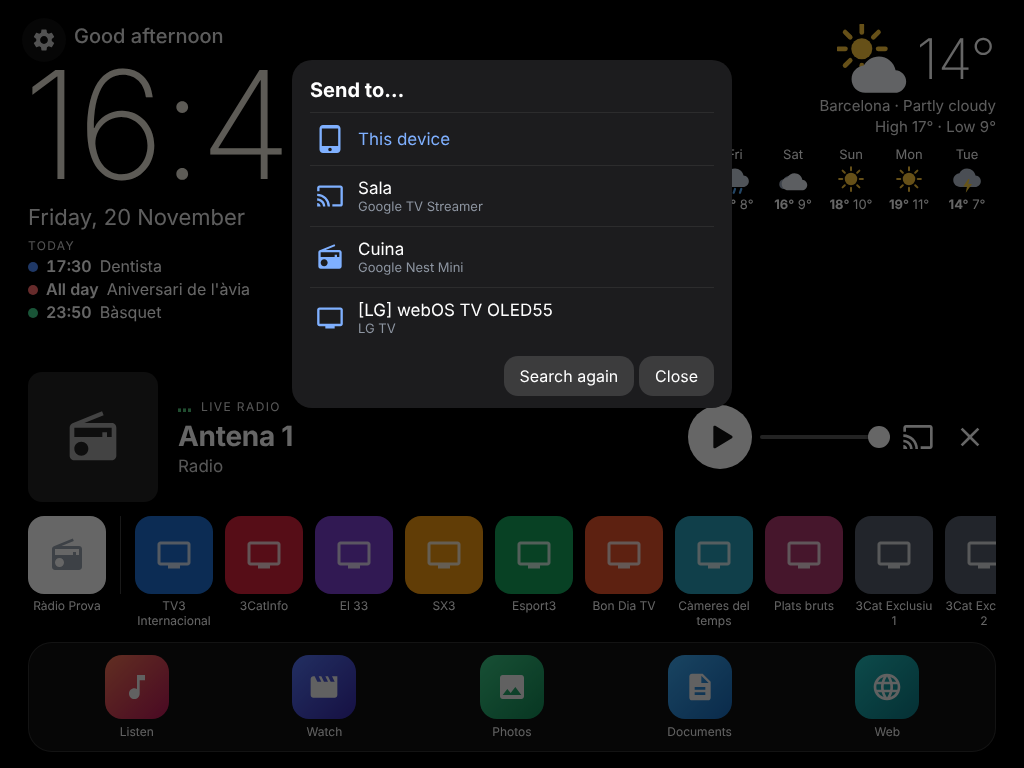 Good afternoon
16:4
Friday, 20 November
TODAY
17:30 Dentista
All day Aniversari de l'àvia
23:50 Bàsquet
14°
Barcelona · Partly cloudy
High 17° · Low 9°
Fri Sat Sun Mon Tue
8° 16° 9° 18° 10° 19° 11° 14° 7°
Send to...
This device
Sala
Google TV Streamer
Cuina
Google Nest Mini
[LG] webOS TV OLED55
LG TV
Search again Close
LIVE RADIO
Antena 1
Radio
Ràdio Prova
TV3 Internacional
3CatInfo
El 33
SX3
Esport3
Bon Dia TV
Càmeres del temps
Plats bruts
3Cat Exclusiu 1
3Cat Exc
2
Listen
Watch
Photos
Documents
Web